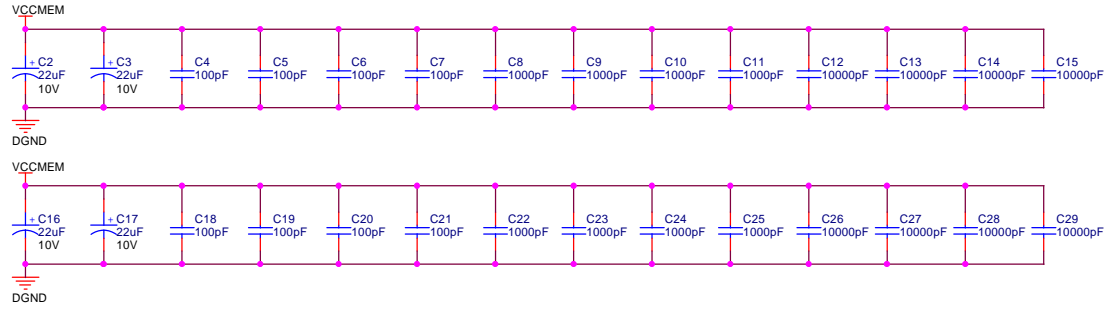 VCCMEM
+ C2 + C3 C4 C5 C6 C7 C8 C9 C10 C11 C12 C13 C14 C15
22uF 22uF 100pF 100pF 100pF 100pF 1000pF 1000pF 1000pF 1000pF 10000pF 10000pF 10000pF 10000pF
10V 10V
DGND
VCCMEM
+ C16 + C17 C18 C19 C20 C21 C22 C23 C24 C25 C26 C27 C28 C29
22uF 22uF 100pF 100pF 100pF 100pF 1000pF 1000pF 1000pF 1000pF 10000pF 10000pF 10000pF 10000pF
10V 10V
DGND